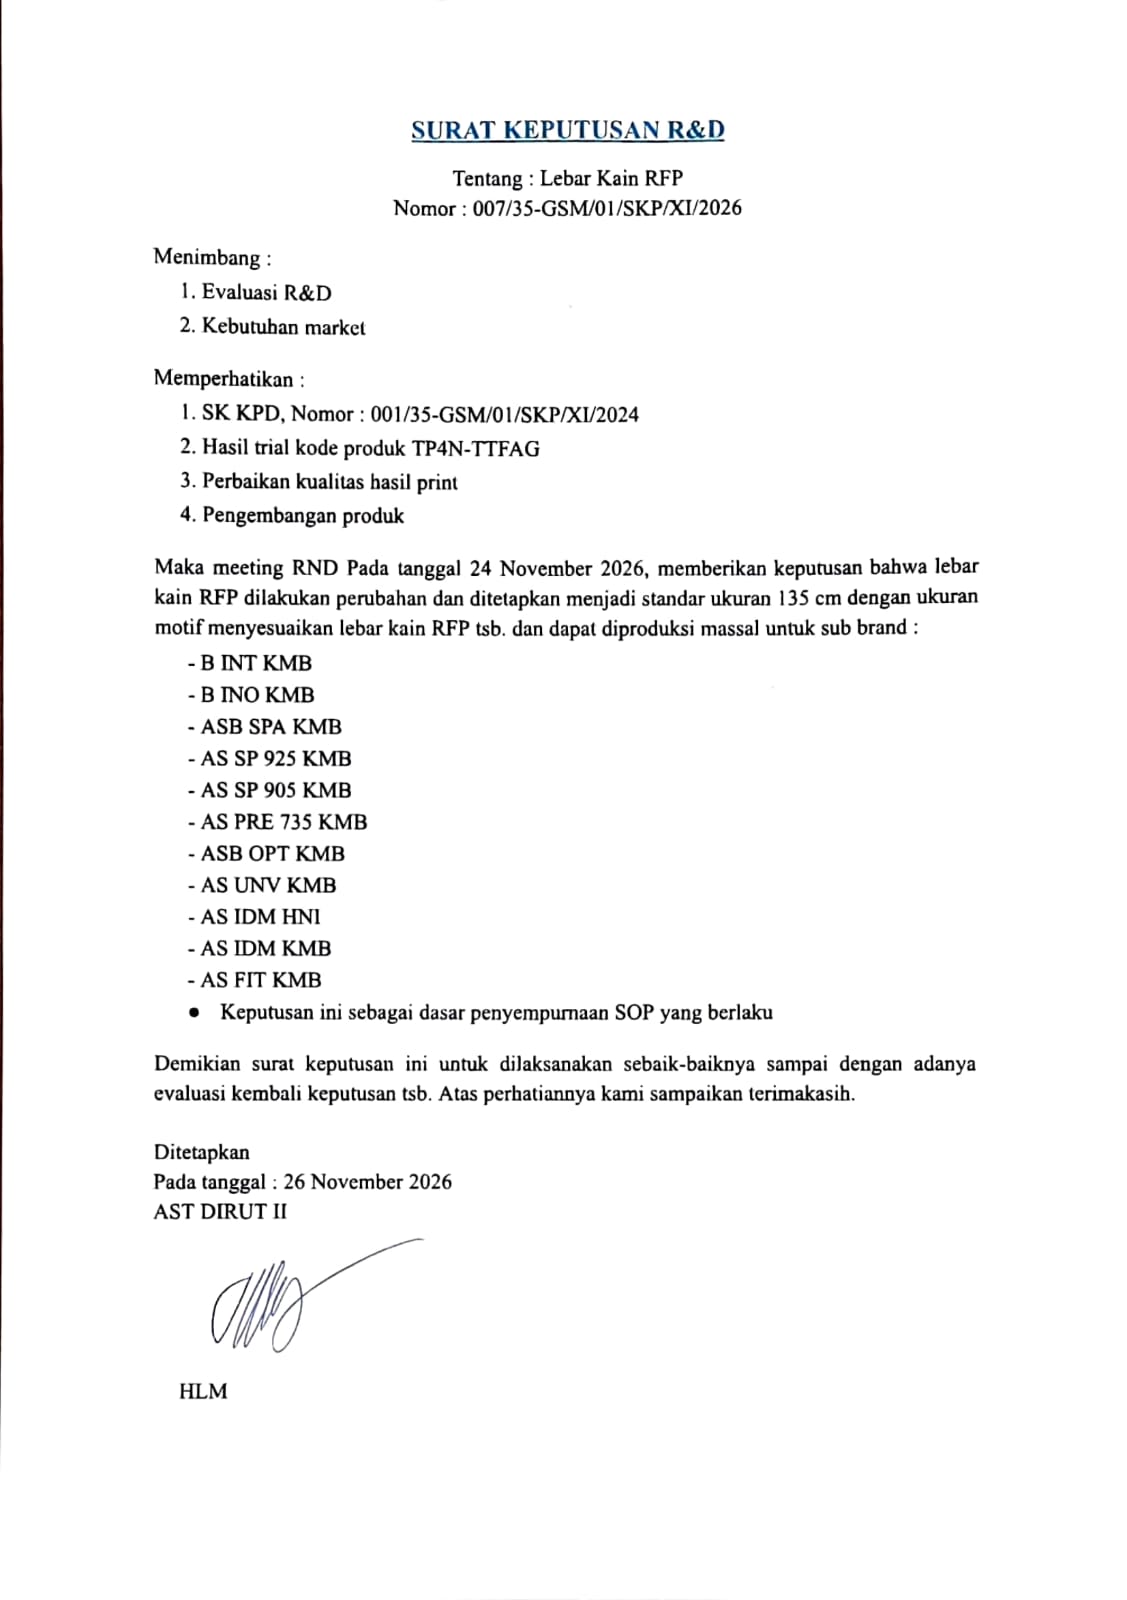 SURAT KEPUTUSAN R&D
Tentang : Lebar Kain RFP
Nomor : 007/35-GSM/01/SKP/XI/2026
Menimbang :
1. Evaluasi R&D
2. Kebutuhan market
Memperhatikan :
1. SK KPD, Nomor : 001/35-GSM/01/SKP/XI/2024
2. Hasil trial kode produk TP4N-TTFAG
3. Perbaikan kualitas hasil print
4. Pengembangan produk
Maka meeting RND Pada tanggal 24 November 2026, memberikan keputusan bahwa lebar
kain RFP dilakukan perubahan dan ditetapkan menjadi standar ukuran 135 cm dengan ukuran
motif menyesuaikan lebar kain RFP tsb. dan dapat diproduksi massal untuk sub brand :
- B INT KMB
- B INO KMB
- ASB SPA KMB
- AS SP 925 KMB
- AS SP 905 KMB
- AS PRE 735 KMB
- ASB OPT KMB
- AS UNV KMB
- AS IDM HNI
- AS IDM KMB
- AS FIT KMB
● Keputusan ini sebagai dasar penyempurnaan SOP yang berlaku
Demikian surat keputusan ini untuk dilaksanakan sebaik-baiknya sampai dengan adanya
evaluasi kembali keputusan tsb. Atas perhatiannya kami sampaikan terimakasih.
Ditetapkan
Pada tanggal : 26 November 2026
AST DIRUT II
HLM